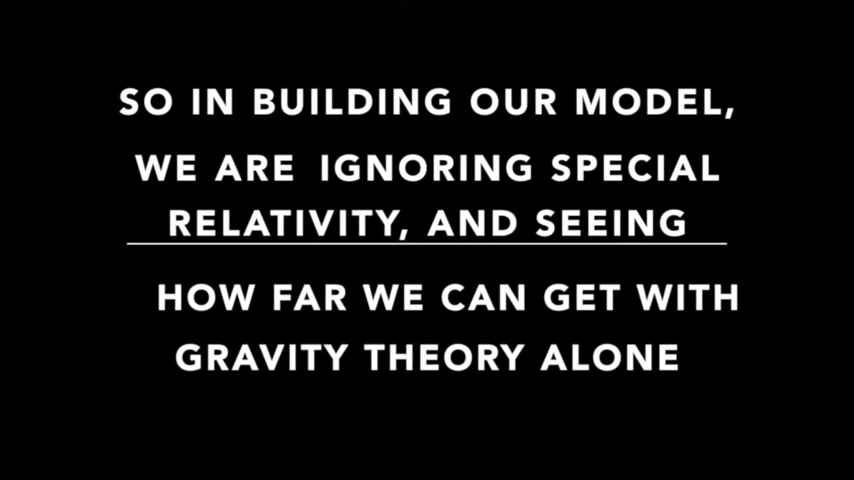 SO IN BUILDING OUR MODEL,
WE ARE IGNORING SPECIAL
RELATIVITY, AND SEEING
HOW FAR WE CAN GET WITH
GRAVITY THEORY ALONE